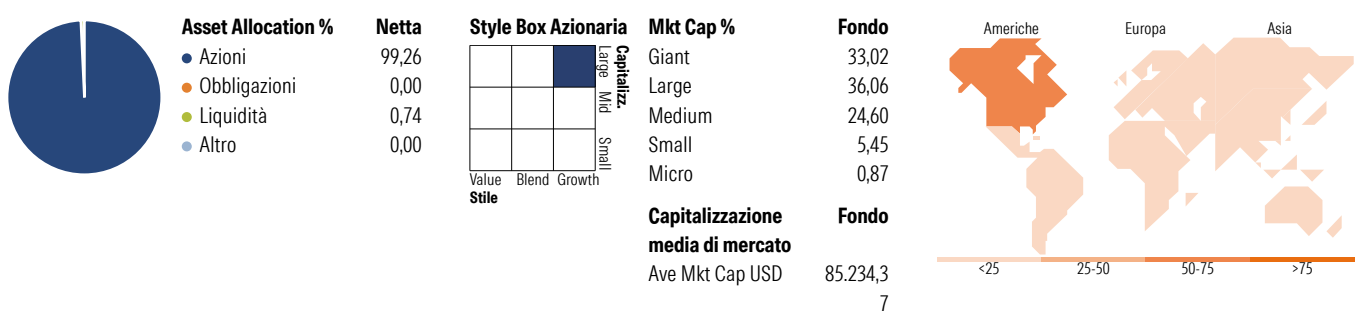 Asset Allocation % Netta
Azioni 99,26
Obbligazioni 0,00
Liquidità 0,74
Altro 0,00
Style Box Azionaria
Large Mid Small
Capitalizz.
Value Blend Growth
Stile
Mkt Cap % Fondo
Giant 33,02
Large 36,06
Medium 24,60
Small 5,45
Micro 0,87
Capitalizzazione Fondo
media di mercato
Ave Mkt Cap USD 85.234,3
7
Americhe Europa Asia
<25 25-50 50-75 >75